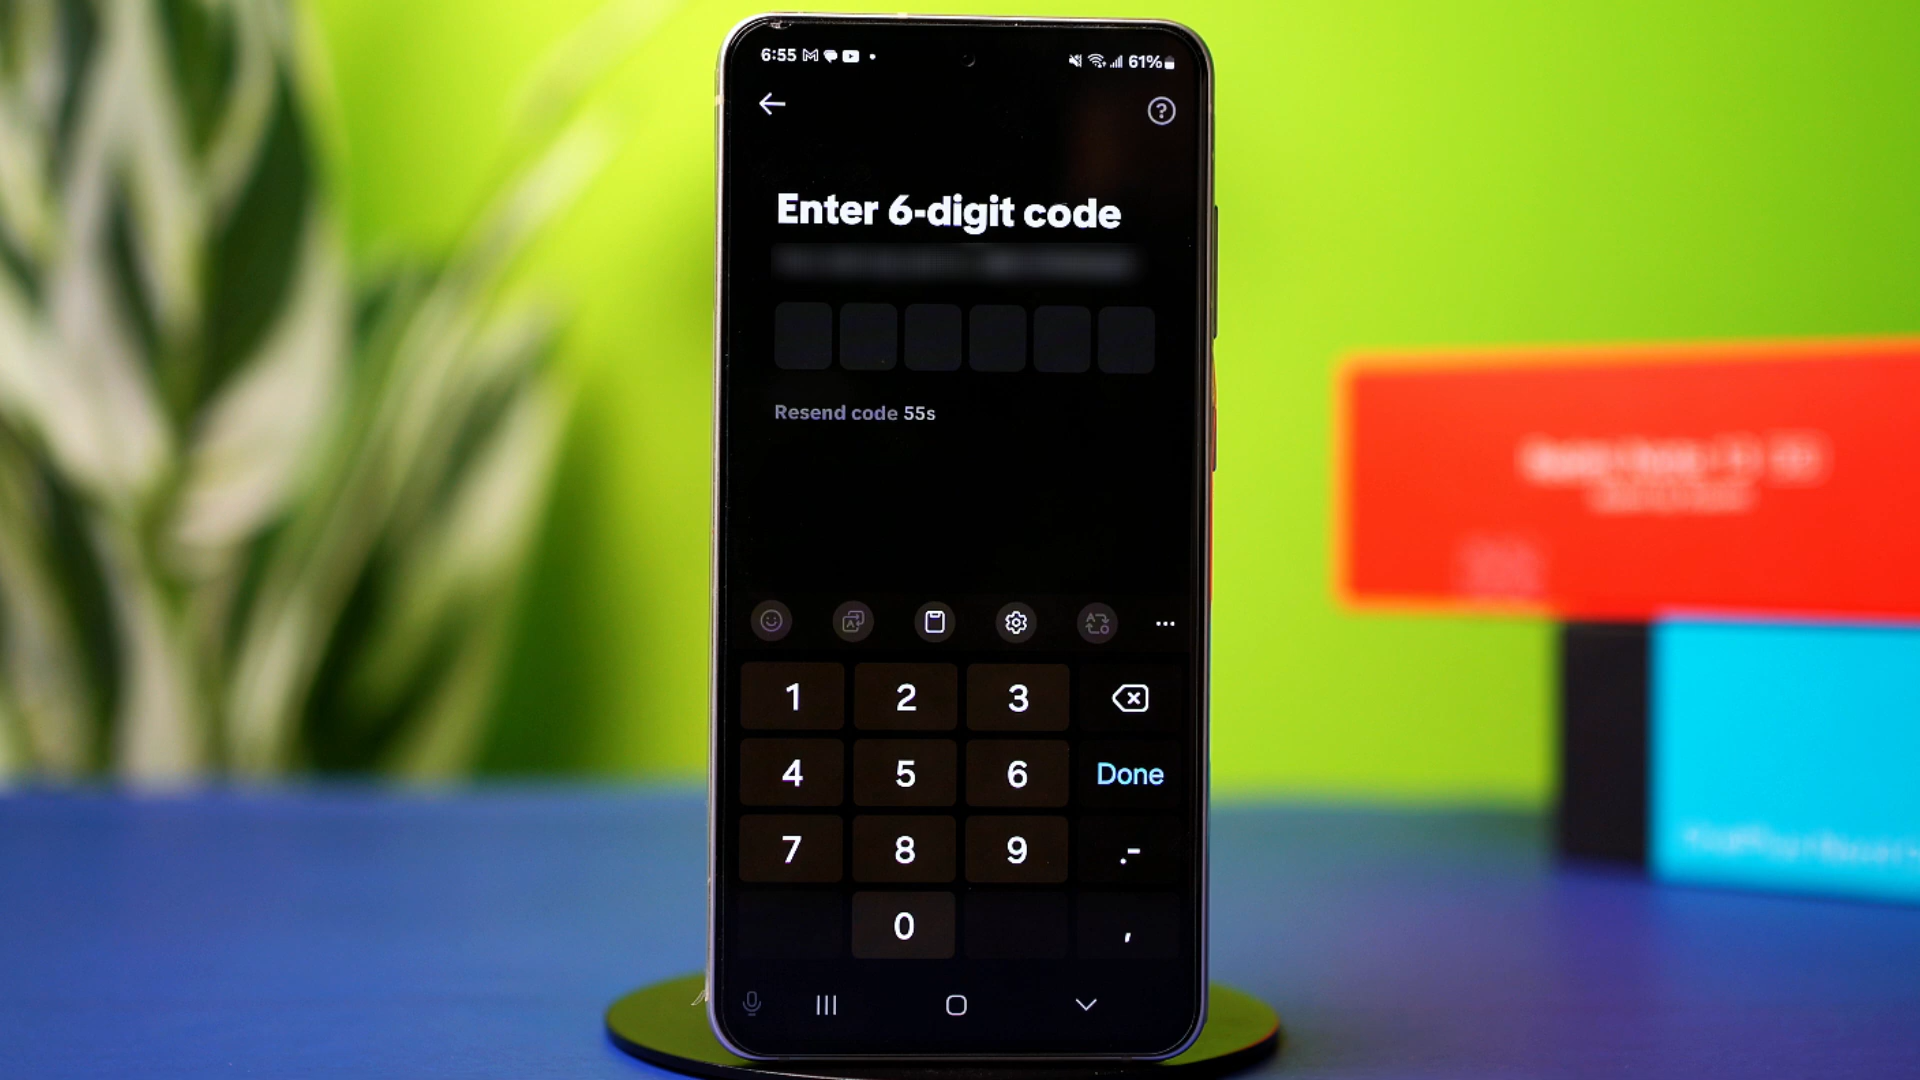 6:55
61%
Enter 6-digit code
Resend code 55s
1 2 3
4 5 6 Done
7 8 9 .-
0 ,